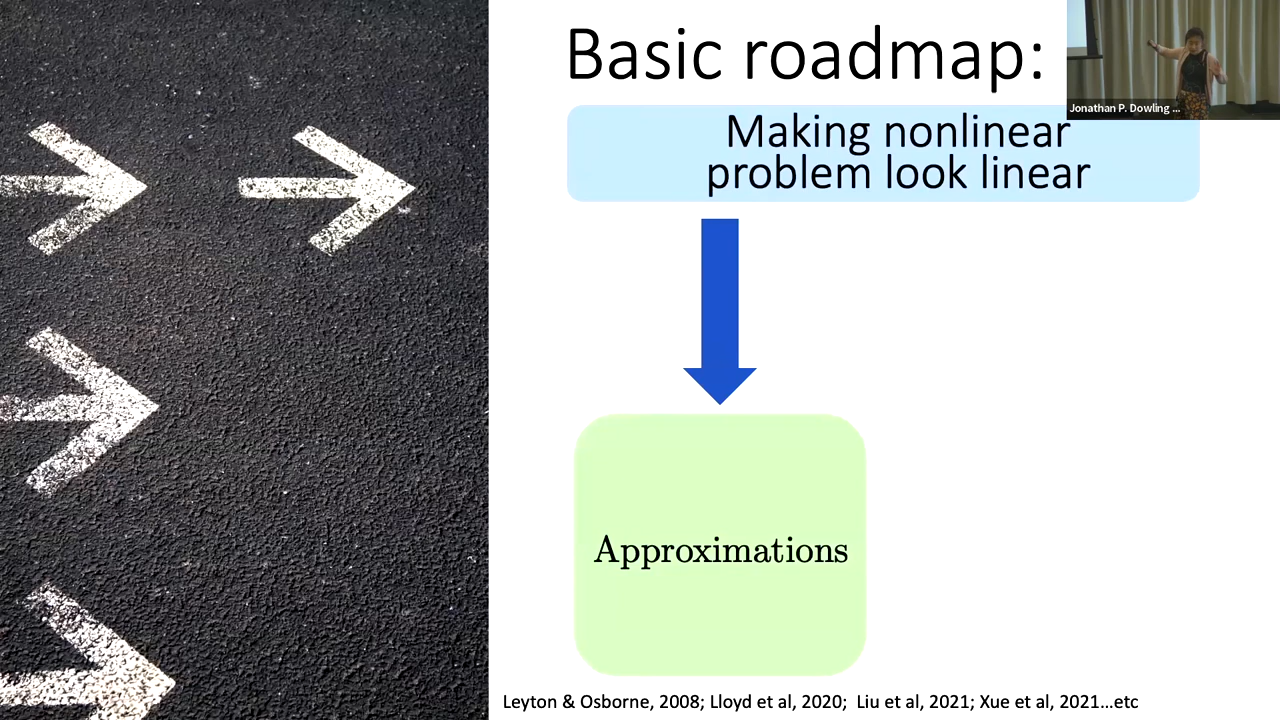 Basic roadmap:
Jonathan P. Dowling ...
Making nonlinear
problem look linear
Approximations
Leyton & Osborne, 2008; Lloyd et al, 2020;  Liu et al, 2021; Xue et al, 2021...etc